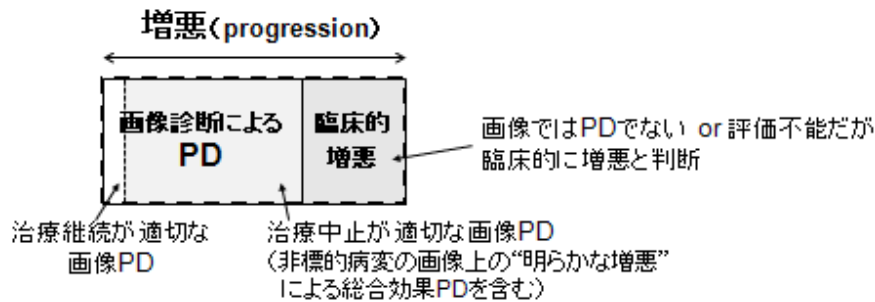 増悪(progression)
画像診断による
PD
臨床的
増悪
画像ではPDでない or 評価不能だが
臨床的に増悪と判断
治療継続が適切な
画像PD
治療中止が適切な画像PD
(非標的病変の画像上の“明らかな増悪”
による総合効果PDを含む)